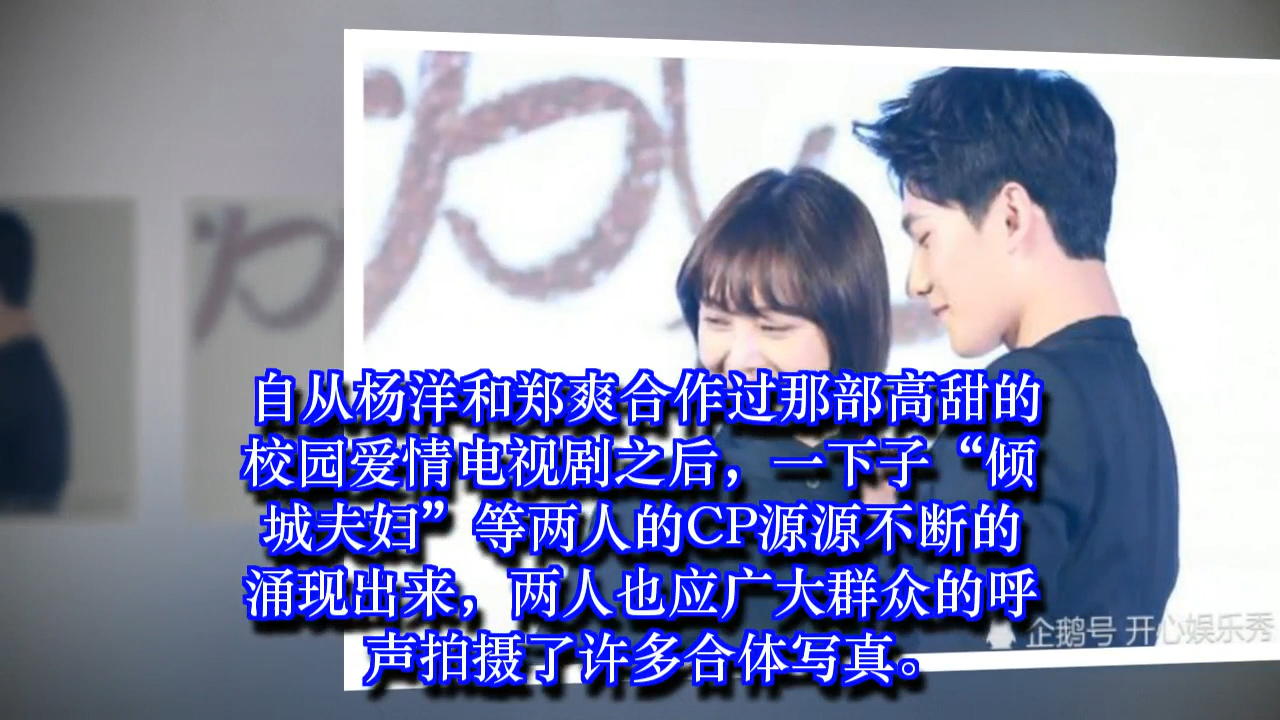 自从杨洋和郑爽合作过那部高甜的
校园爱情电视剧之后，一下子“倾
城夫妇”等两人的CP源源不断的
涌现出来，两人也应广大群众的呼
声拍摄了许多合体写真。
企鹅号 开心娱乐秀